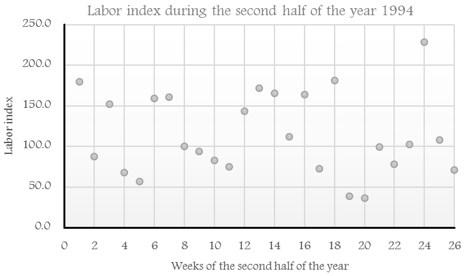 Labor index during the second half of the year 1994
250.0
200.0
150.0
100.0
50.0
0.0
Labor index
0 2 4 6 8 10 12 14 16 18 20 22 24 26
Weeks of the second half of the year